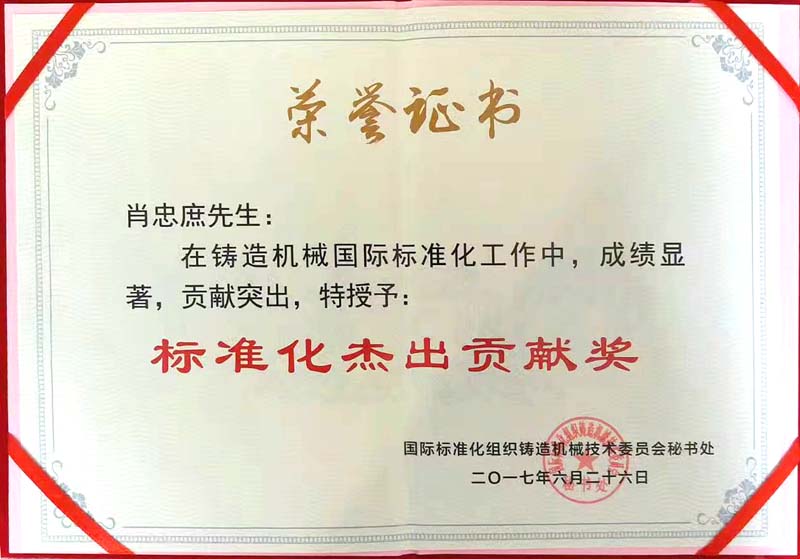 荣誉证书
肖忠庶先生：
在铸造机械国际标准化工作中，成绩显
著，贡献突出，特授予：
标准化杰出贡献奖
国际标准化组织铸造机械技术委员会秘书处
二〇一七年六月二十六日
秘书处